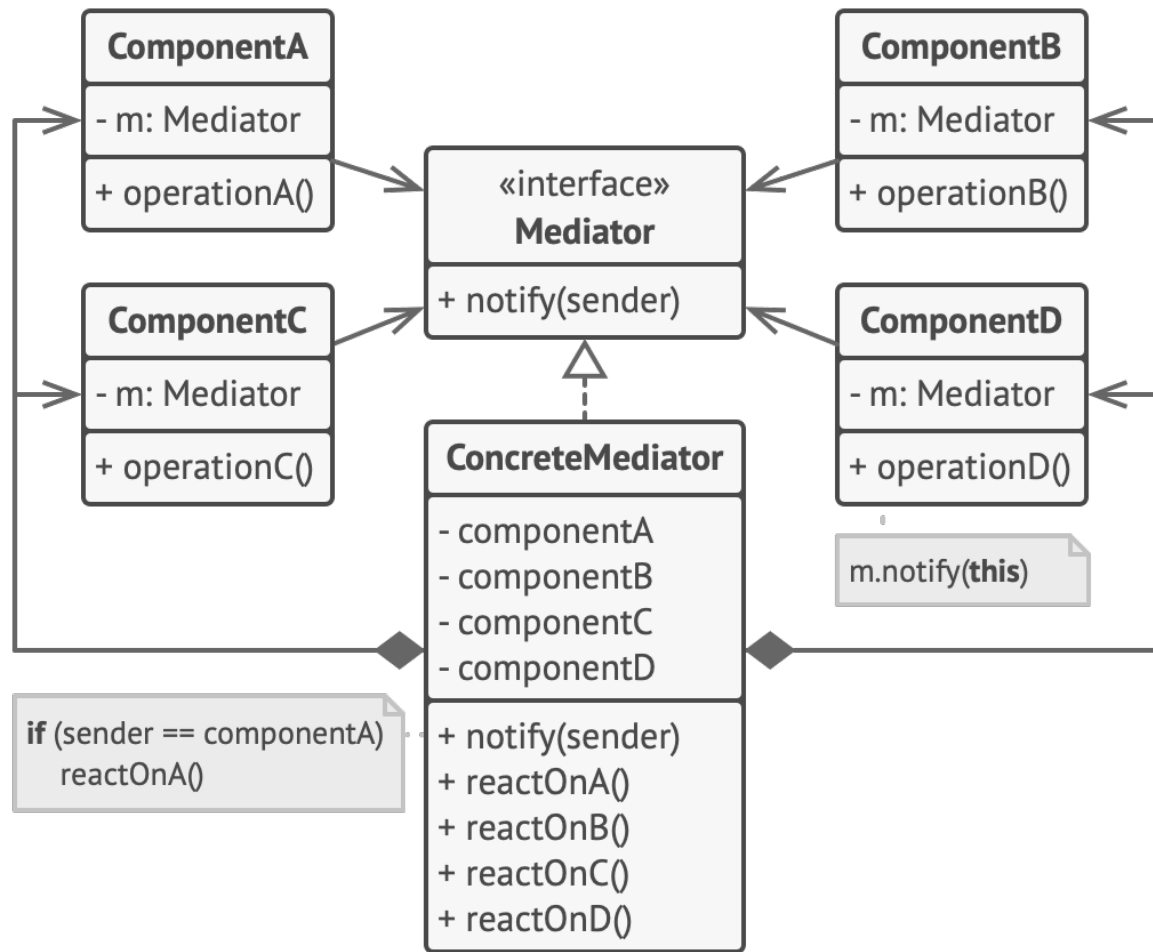 ComponentA
- m: Mediator
+ operationA()
ComponentB
- m: Mediator
+ operationB()
«interface»
Mediator
+ notify(sender)
ComponentC
- m: Mediator
+ operationC()
ComponentD
- m: Mediator
+ operationD()
m.notify(this)
ConcreteMediator
- componentA
- componentB
- componentC
- componentD
+ notify(sender)
+ reactOnA()
+ reactOnB()
+ reactOnC()
+ reactOnD()
if (sender == componentA)
reactOnA()